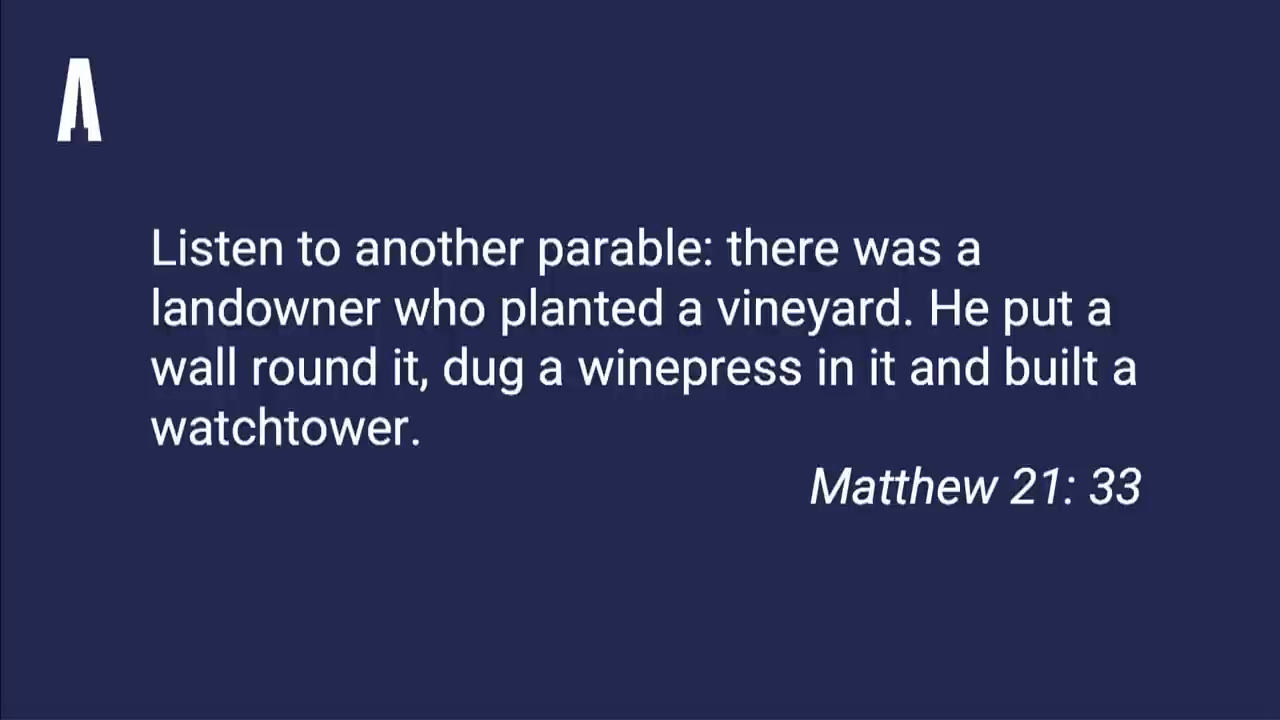 A
Listen to another parable: there was a
landowner who planted a vineyard. He put a
wall round it, dug a winepress in it and built a
watchtower.
Matthew 21: 33